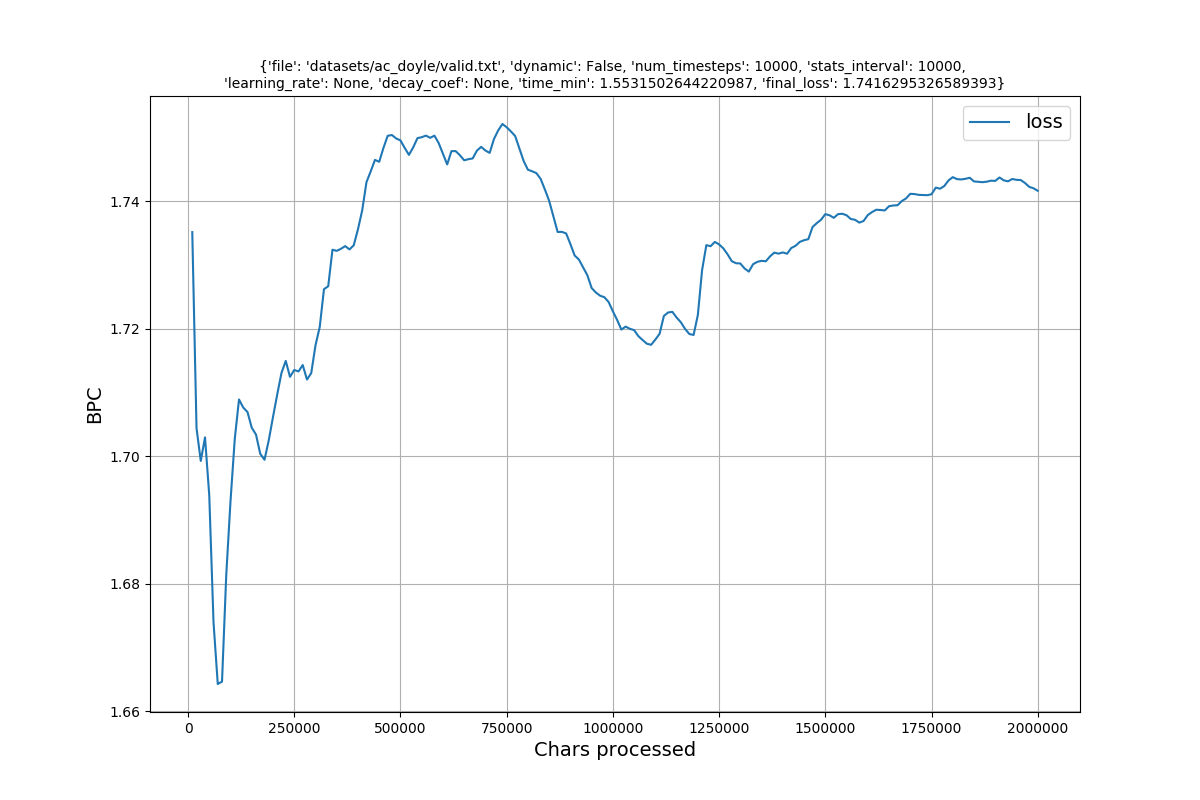 {'file': 'datasets/ac_doyle/valid.txt', 'dynamic': False, 'num_timesteps': 10000, 'stats_interval': 10000,
'learning_rate': None, 'decay_coef': None, 'time_min': 1.5531502644220987, 'final_loss': 1.7416295326589393}
loss
1.74
1.72
1.70
1.68
1.66
BPC
0 250000 500000 750000 1000000 1250000 1500000 1750000 2000000
Chars processed